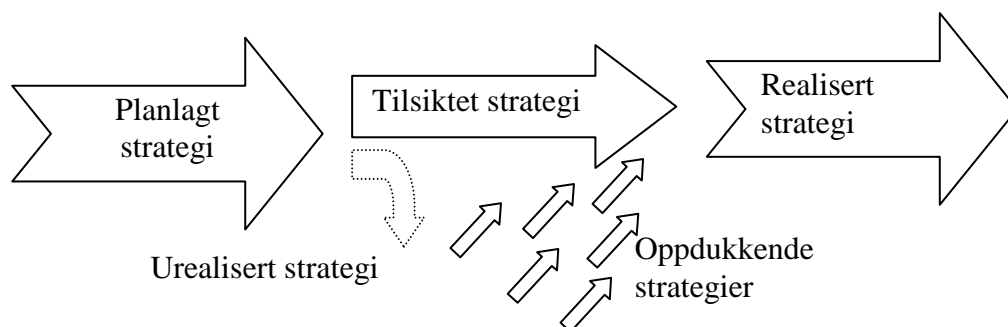 Planlagt
strategi
Tilsiktet strategi
Realisert
strategi
Urealisert strategi
Oppdukkende
strategier